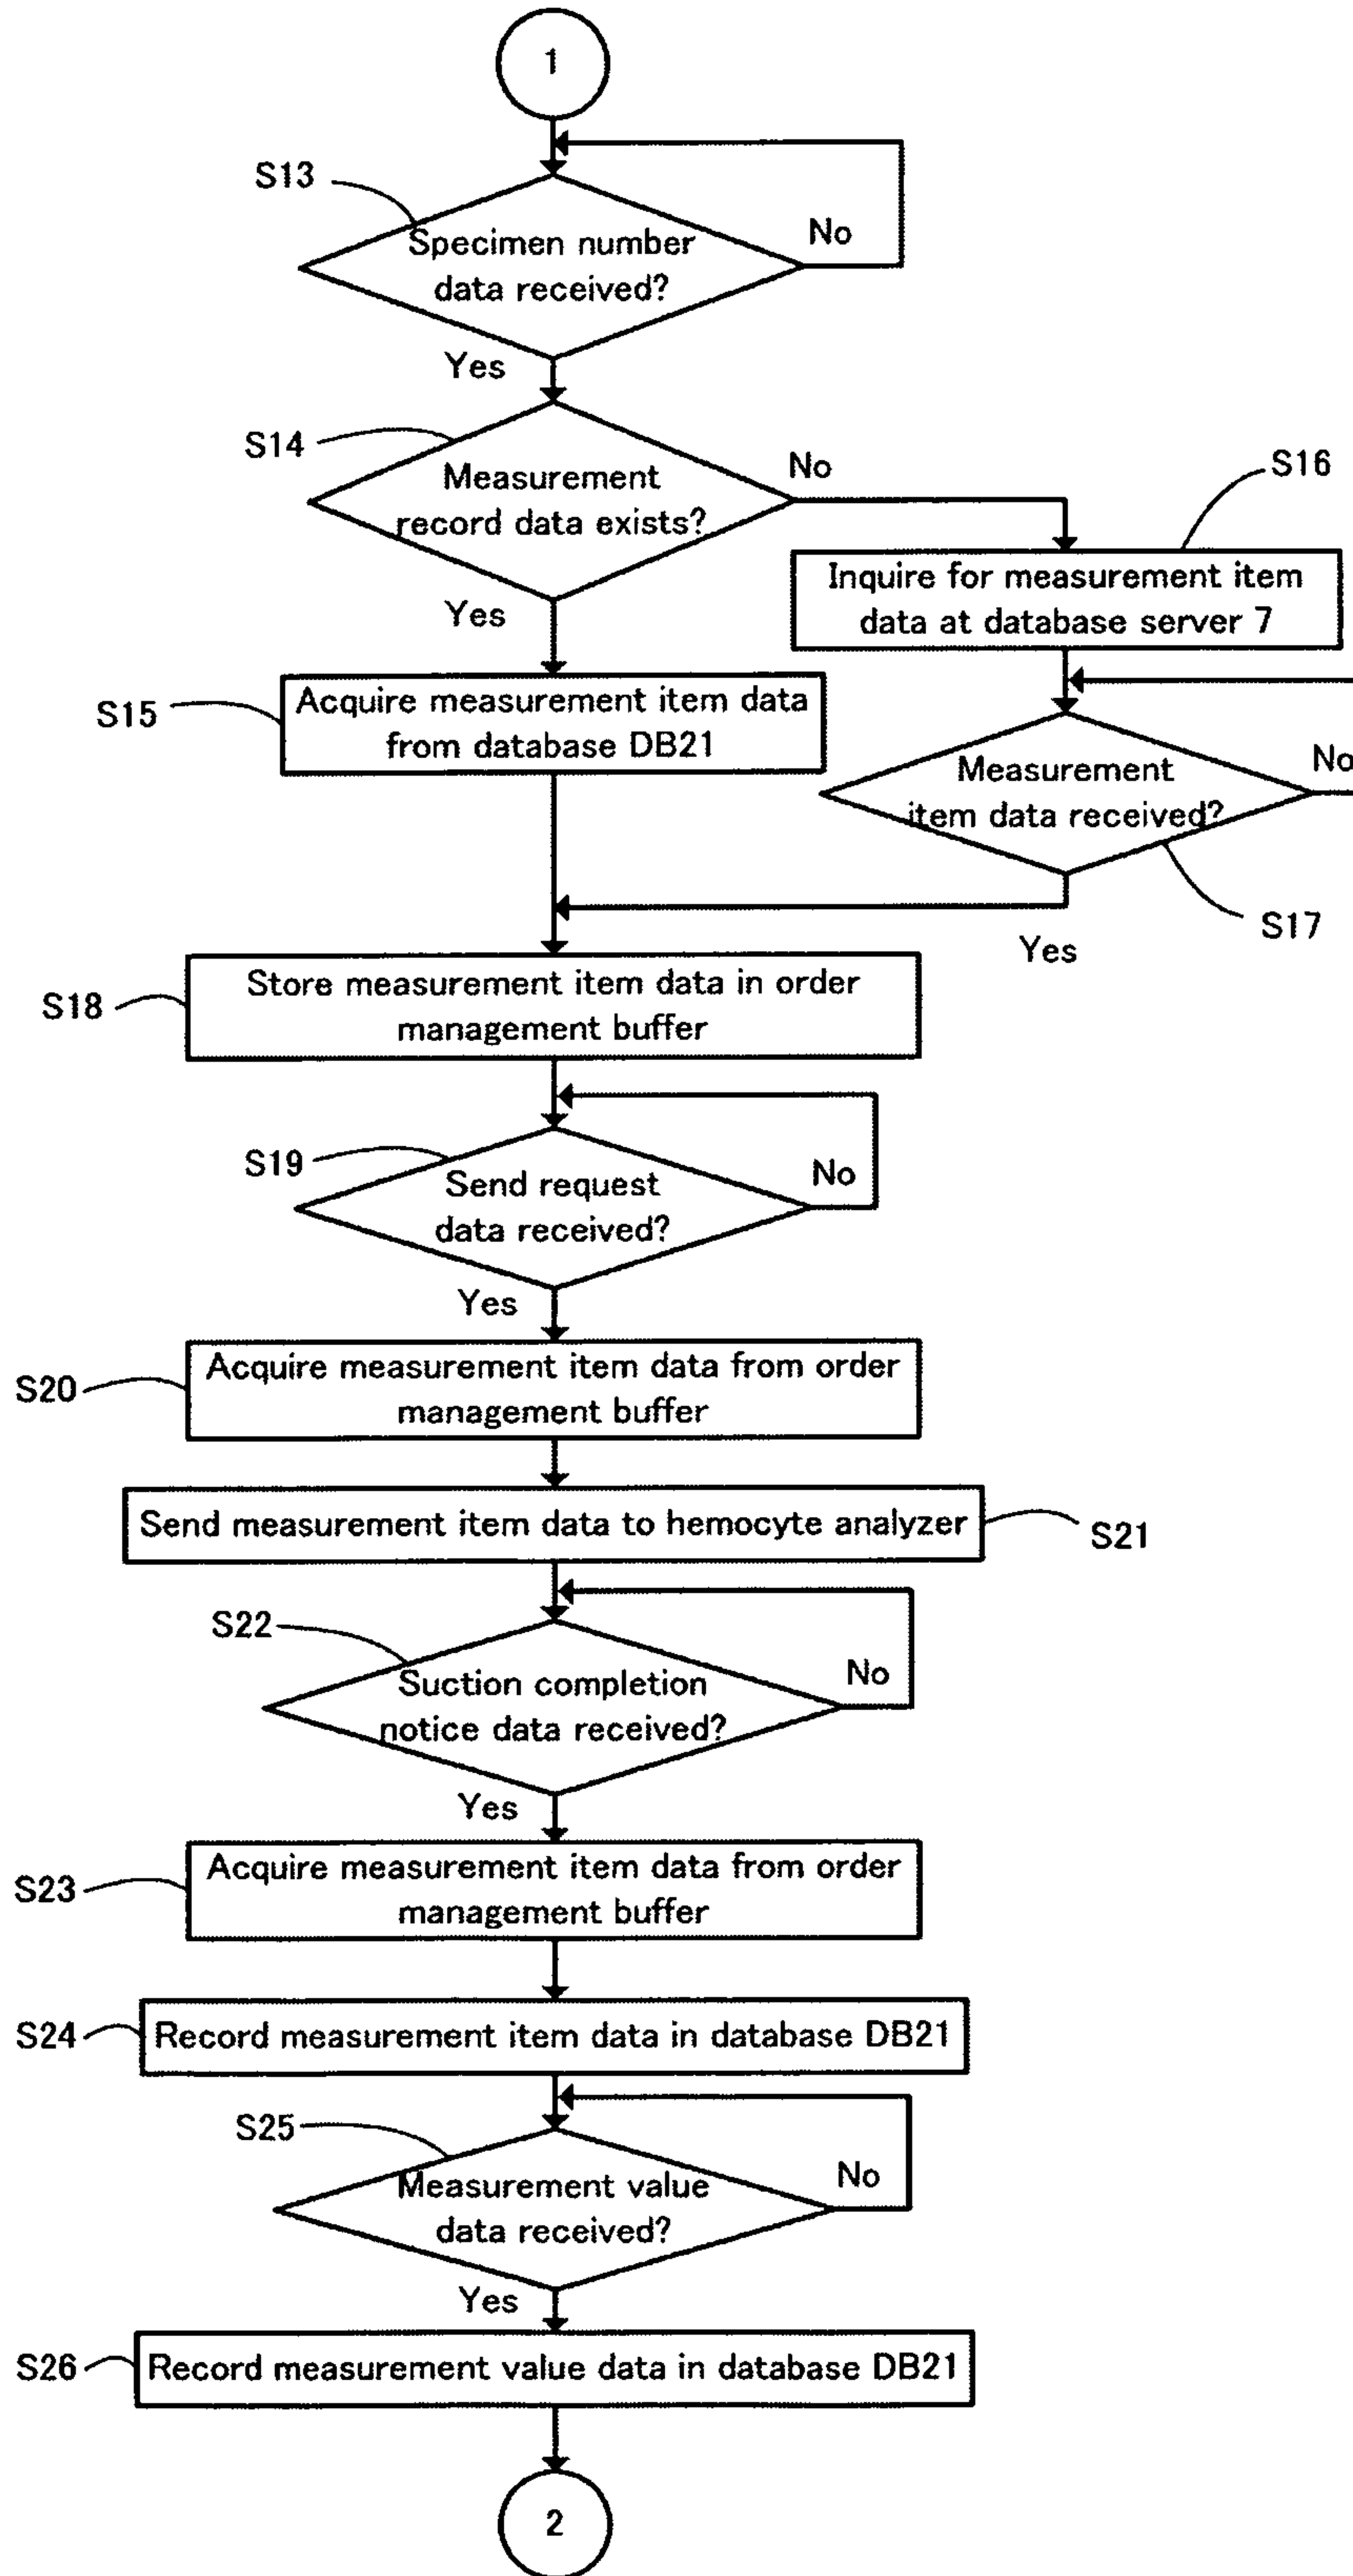 1
S13
Specimen number
data received?
No
Yes
S14
Measurement
record data exists?
No
Yes
S16
Inquire for measurement item
data at database server 7
S15
Acquire measurement item data
from database DB21
Measurement
item data received?
No
S17
Yes
S18
Store measurement item data in order
management buffer
S19
Send request
data received?
No
Yes
S20
Acquire measurement item data from order
management buffer
Send measurement item data to hemocyte analyzer
S21
S22
Suction completion
notice data received?
No
Yes
S23
Acquire measurement item data from order
management buffer
S24
Record measurement item data in database DB21
S25
Measurement value
data received?
No
Yes
S26
Record measurement value data in database DB21
2